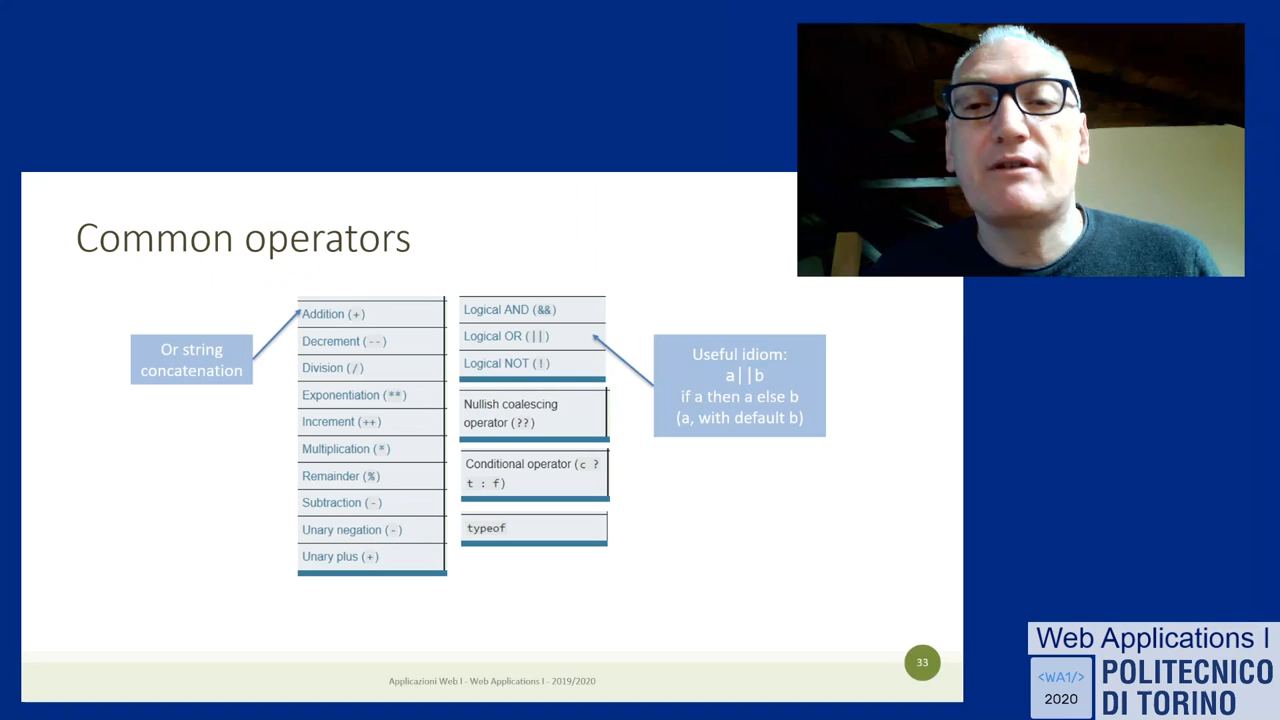 Common operators
Or string
concatenation
Addition (+)
Decrement (--)
Division (/)
Exponentiation (**)
Increment (++)
Multiplication (*)
Remainder (%)
Subtraction (-)
Unary negation (-)
Unary plus (+)
Logical AND (&&)
Logical OR (||)
Logical NOT (!)
Nullish coalescing
operator (??)
Conditional operator (c ?
t : f)
typeof
Useful idiom:
a||b
if a then a else b
(a, with default b)
33
Applicazioni Web I - Web Applications I - 2019/2020
Web Applications I
<WA1/>
2020
POLITECNICO
DI TORINO